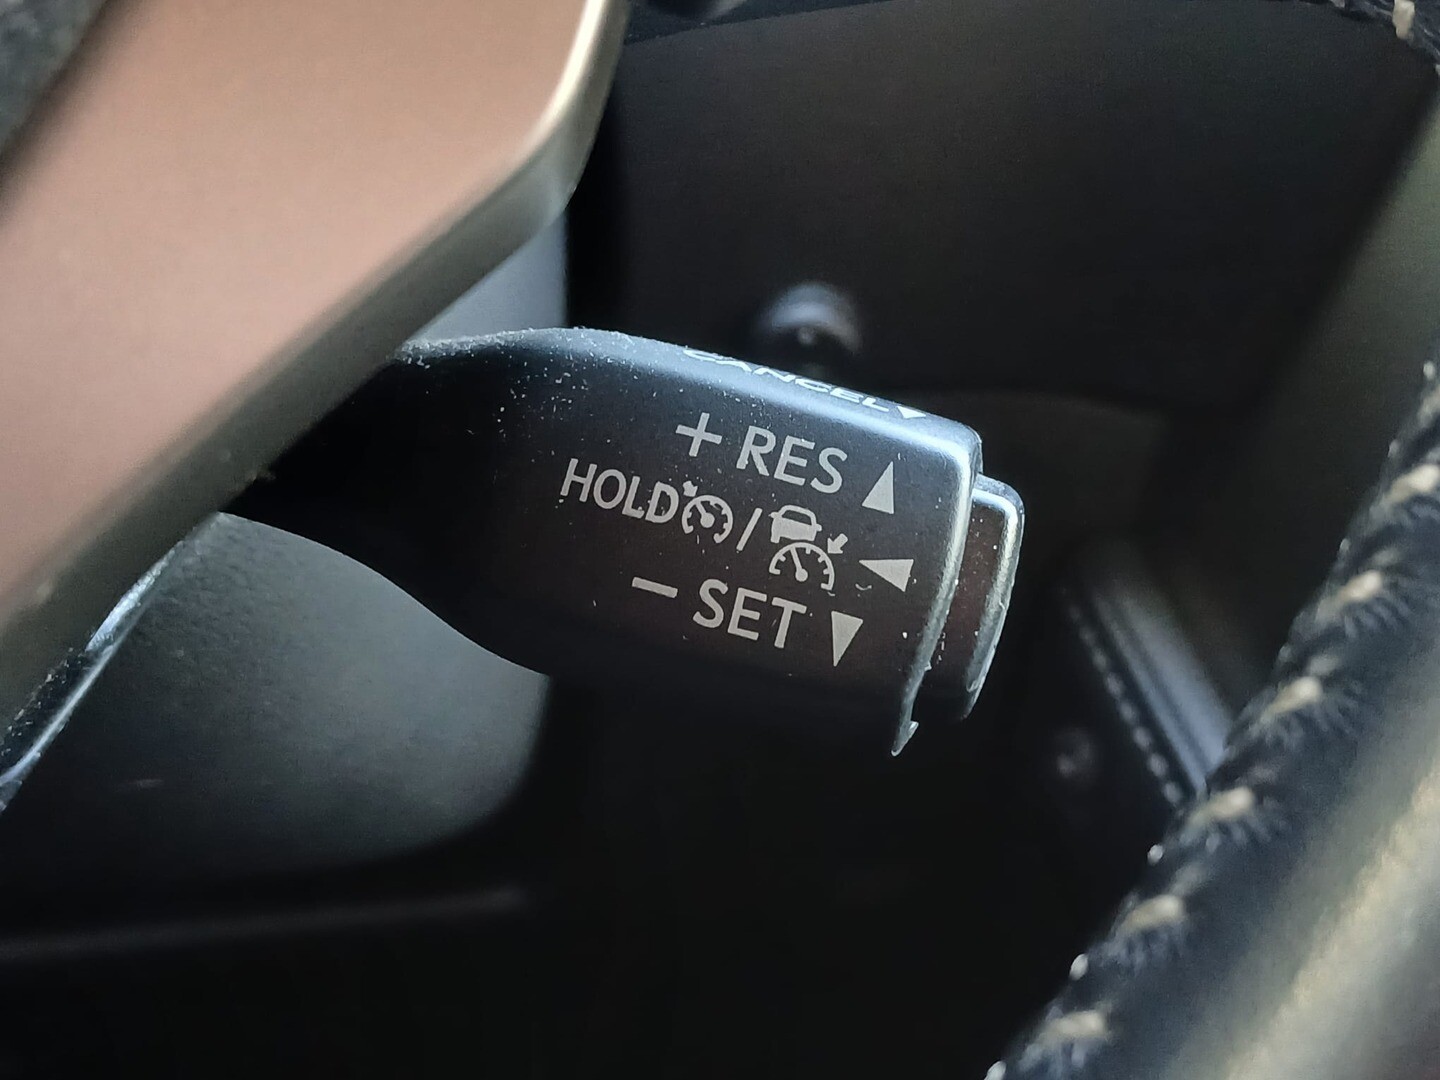 CANCEL
+ RES
HOLD /
− SET